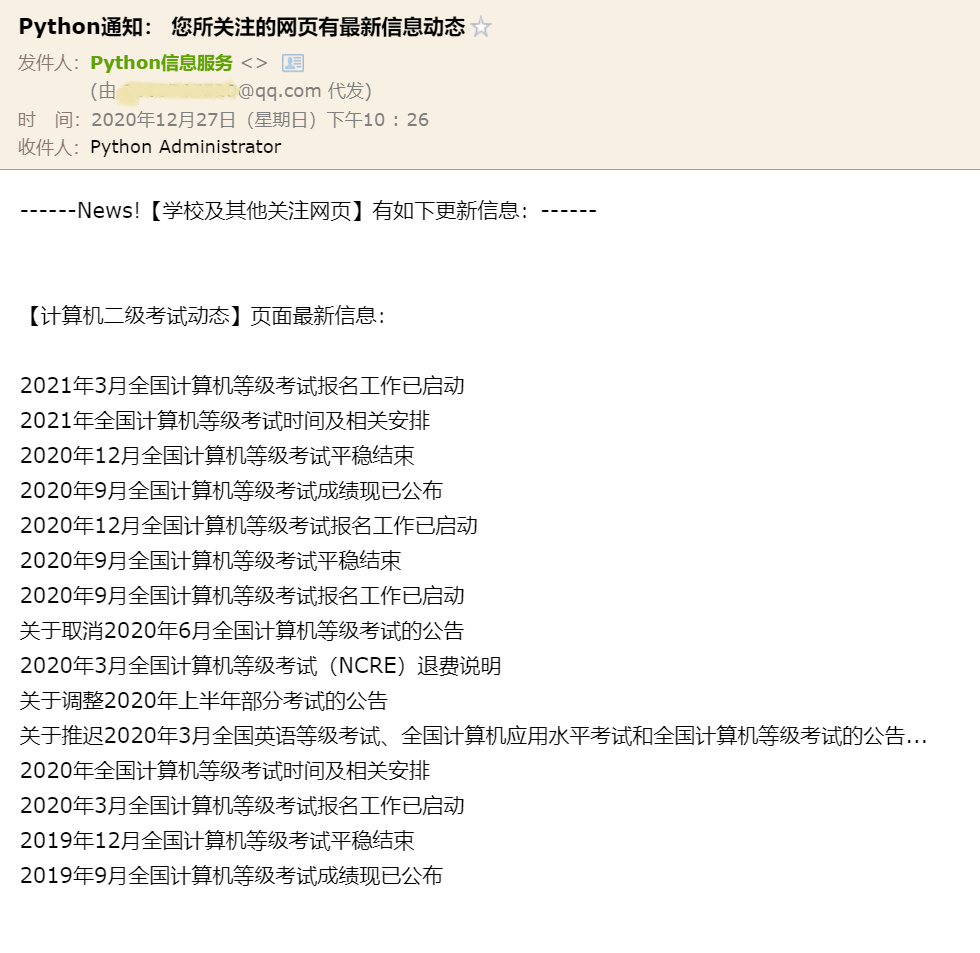 Python通知： 您所关注的网页有最新信息动态
发件人：Python信息服务 <>
(由@qq.com 代发)
时 间：2020年12月27日（星期日）下午10：26
收件人：Python Administrator
------News!【学校及其他关注网页】有如下更新信息：------
【计算机二级考试动态】页面最新信息：
2021年3月全国计算机等级考试报名工作已启动
2021年全国计算机等级考试时间及相关安排
2020年12月全国计算机等级考试平稳结束
2020年9月全国计算机等级考试成绩现已公布
2020年12月全国计算机等级考试报名工作已启动
2020年9月全国计算机等级考试平稳结束
2020年9月全国计算机等级考试报名工作已启动
关于取消2020年6月全国计算机等级考试的公告
2020年3月全国计算机等级考试（NCRE）退费说明
关于调整2020年上半年部分考试的公告
关于推迟2020年3月全国英语等级考试、全国计算机应用水平考试和全国计算机等级考试的公告...
2020年全国计算机等级考试时间及相关安排
2020年3月全国计算机等级考试报名工作已启动
2019年12月全国计算机等级考试平稳结束
2019年9月全国计算机等级考试成绩现已公布